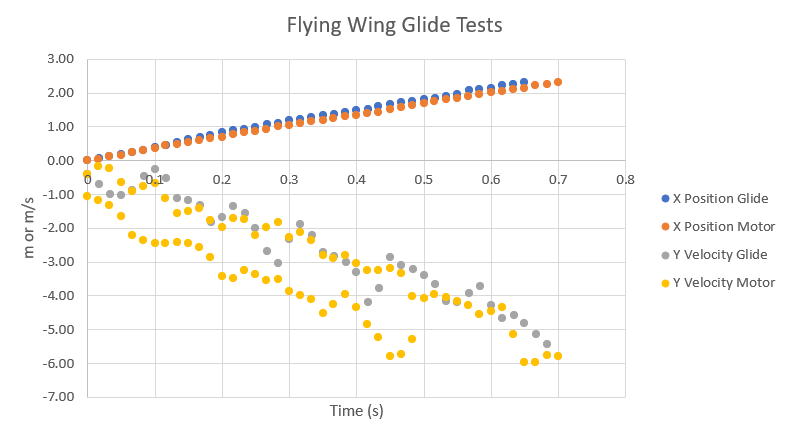 Flying Wing Glide Tests
3.00
2.00
1.00
0.00
-1.00
-2.00
-3.00
-4.00
-5.00
-6.00
-7.00
0 0.1 0.2 0.3 0.4 0.5 0.6 0.7 0.8
m or m/s
Time (s)
X Position Glide
X Position Motor
Y Velocity Glide
Y Velocity Motor